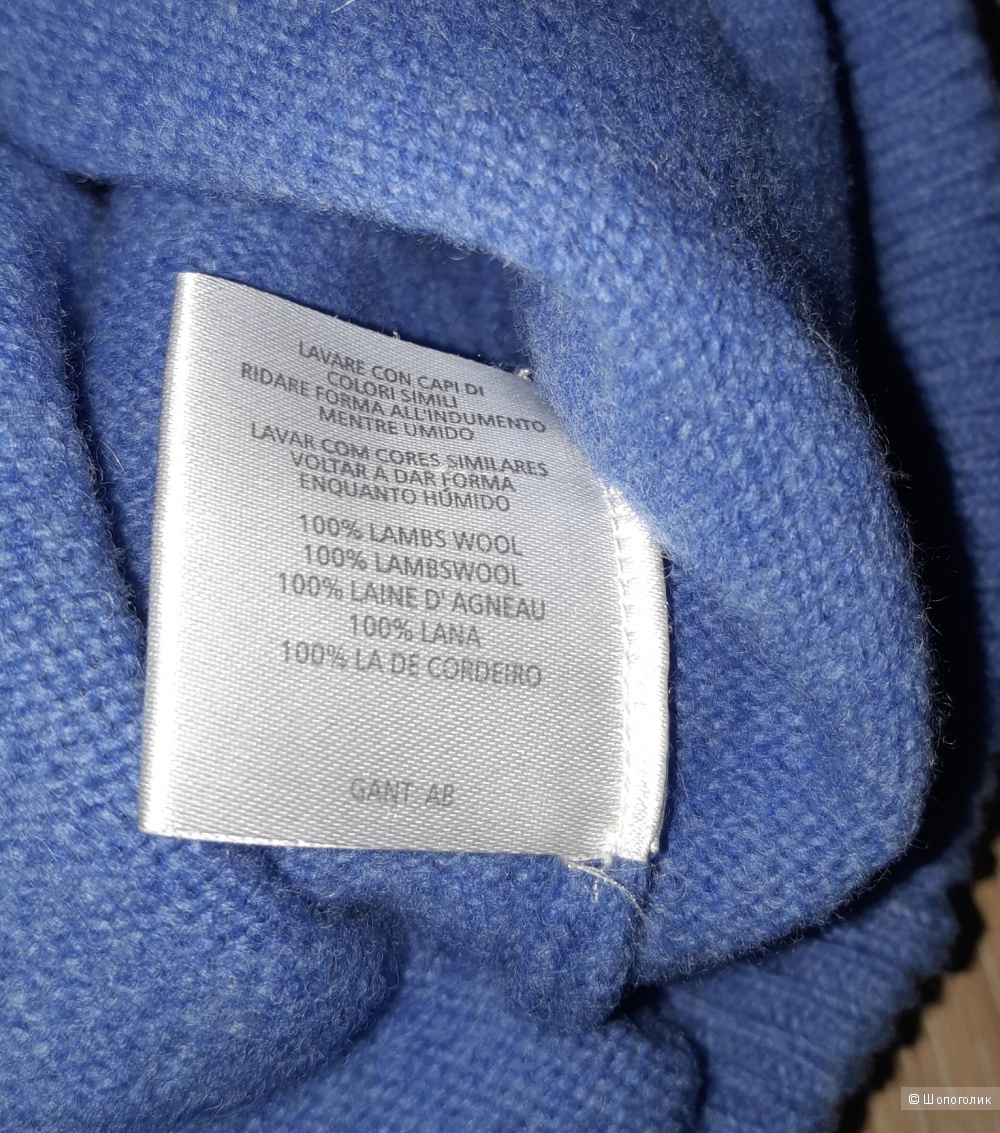 LAVARE CON CAPI DI
COLORI SIMILI
RIDARE FORMA ALL'INDUMENTO
MENTRE UMIDO
LAVAR COM CORES SIMILARES
VOLTAR A DAR FORMA
ENQUANTO HÚMIDO
100% LAMBS WOOL
100% LAMBSWOOL
100% LAINE D' AGNEAU
100% LANA
100% LA DE CORDEIRO
GANT AB
© Шопоголик